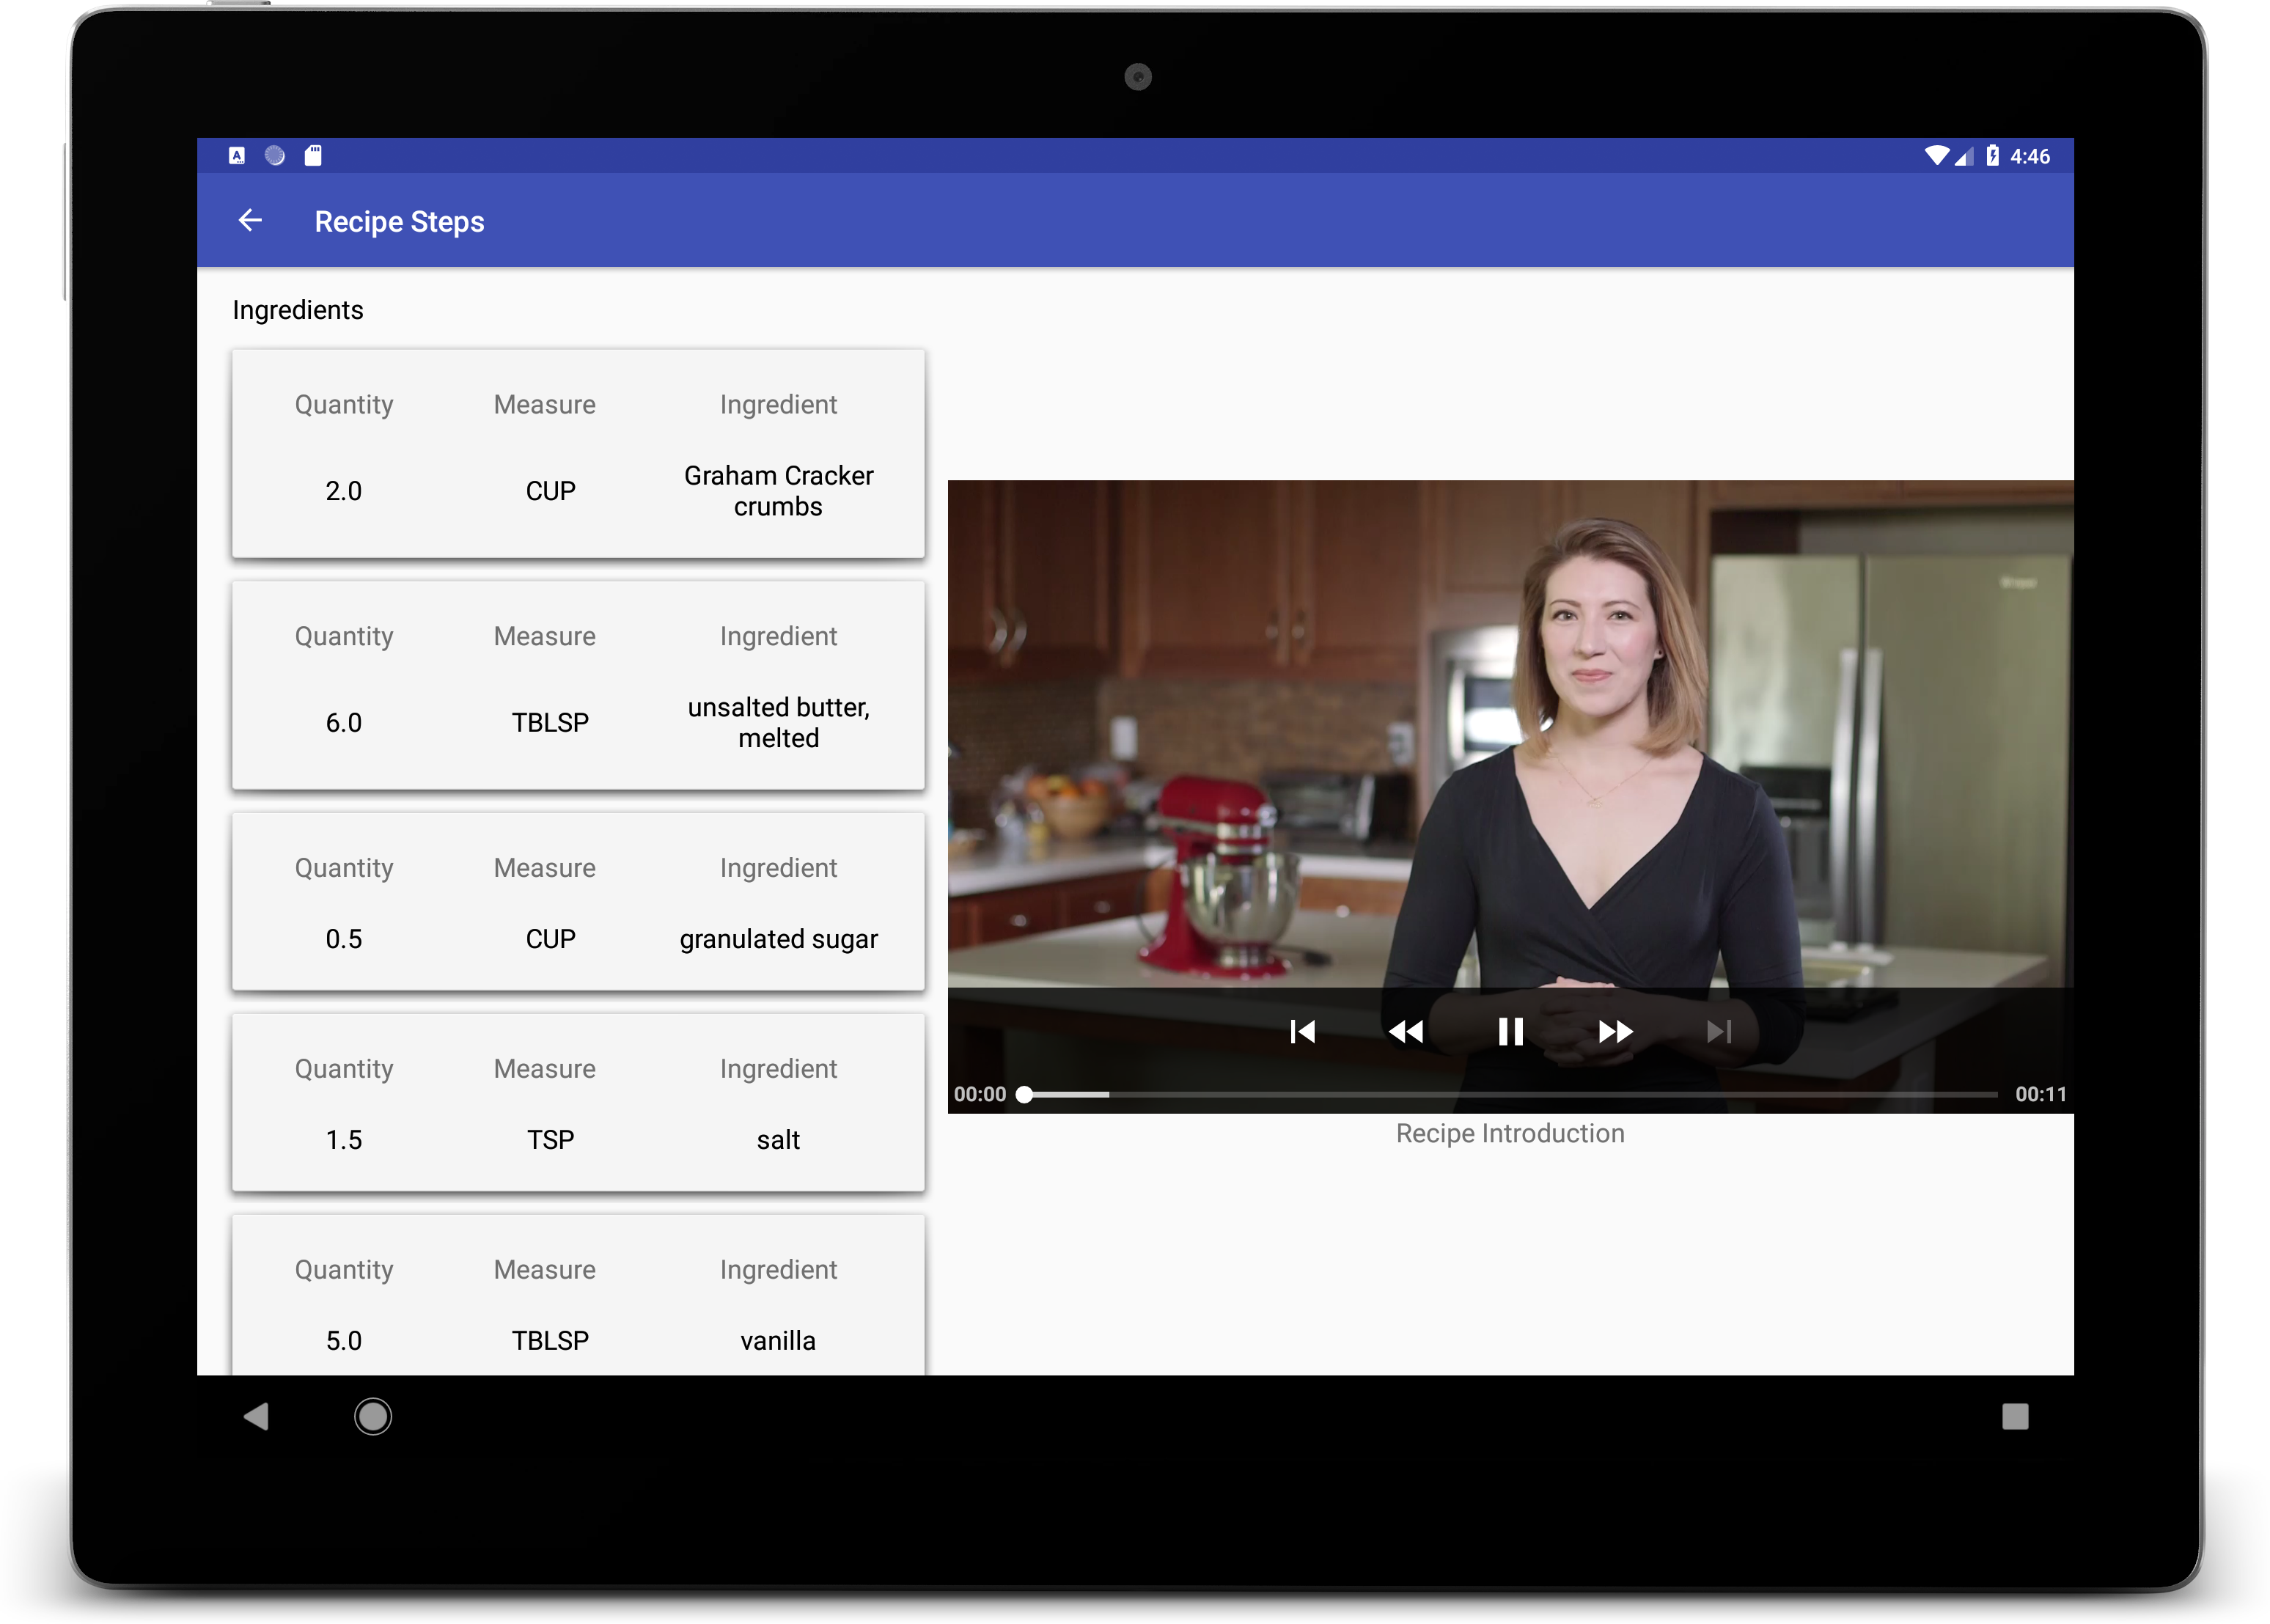 4:46
Recipe Steps
Ingredients
Quantity Measure Ingredient
2.0 CUP Graham Cracker
crumbs
Quantity Measure Ingredient
6.0 TBLSP unsalted butter,
melted
Quantity Measure Ingredient
0.5 CUP granulated sugar
Quantity Measure Ingredient
1.5 TSP salt
Quantity Measure Ingredient
5.0 TBLSP vanilla
00:00 00:11
Recipe Introduction